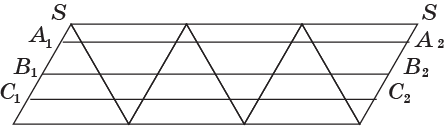 S S
A₁ A₂
B₁ B₂
C₁ C₂